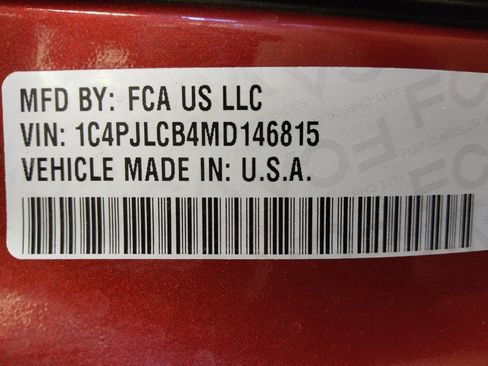 MFD BY: FCA US LLC
VIN: 1C4PJLCB4MD146815
VEHICLE MADE IN: U.S.A.